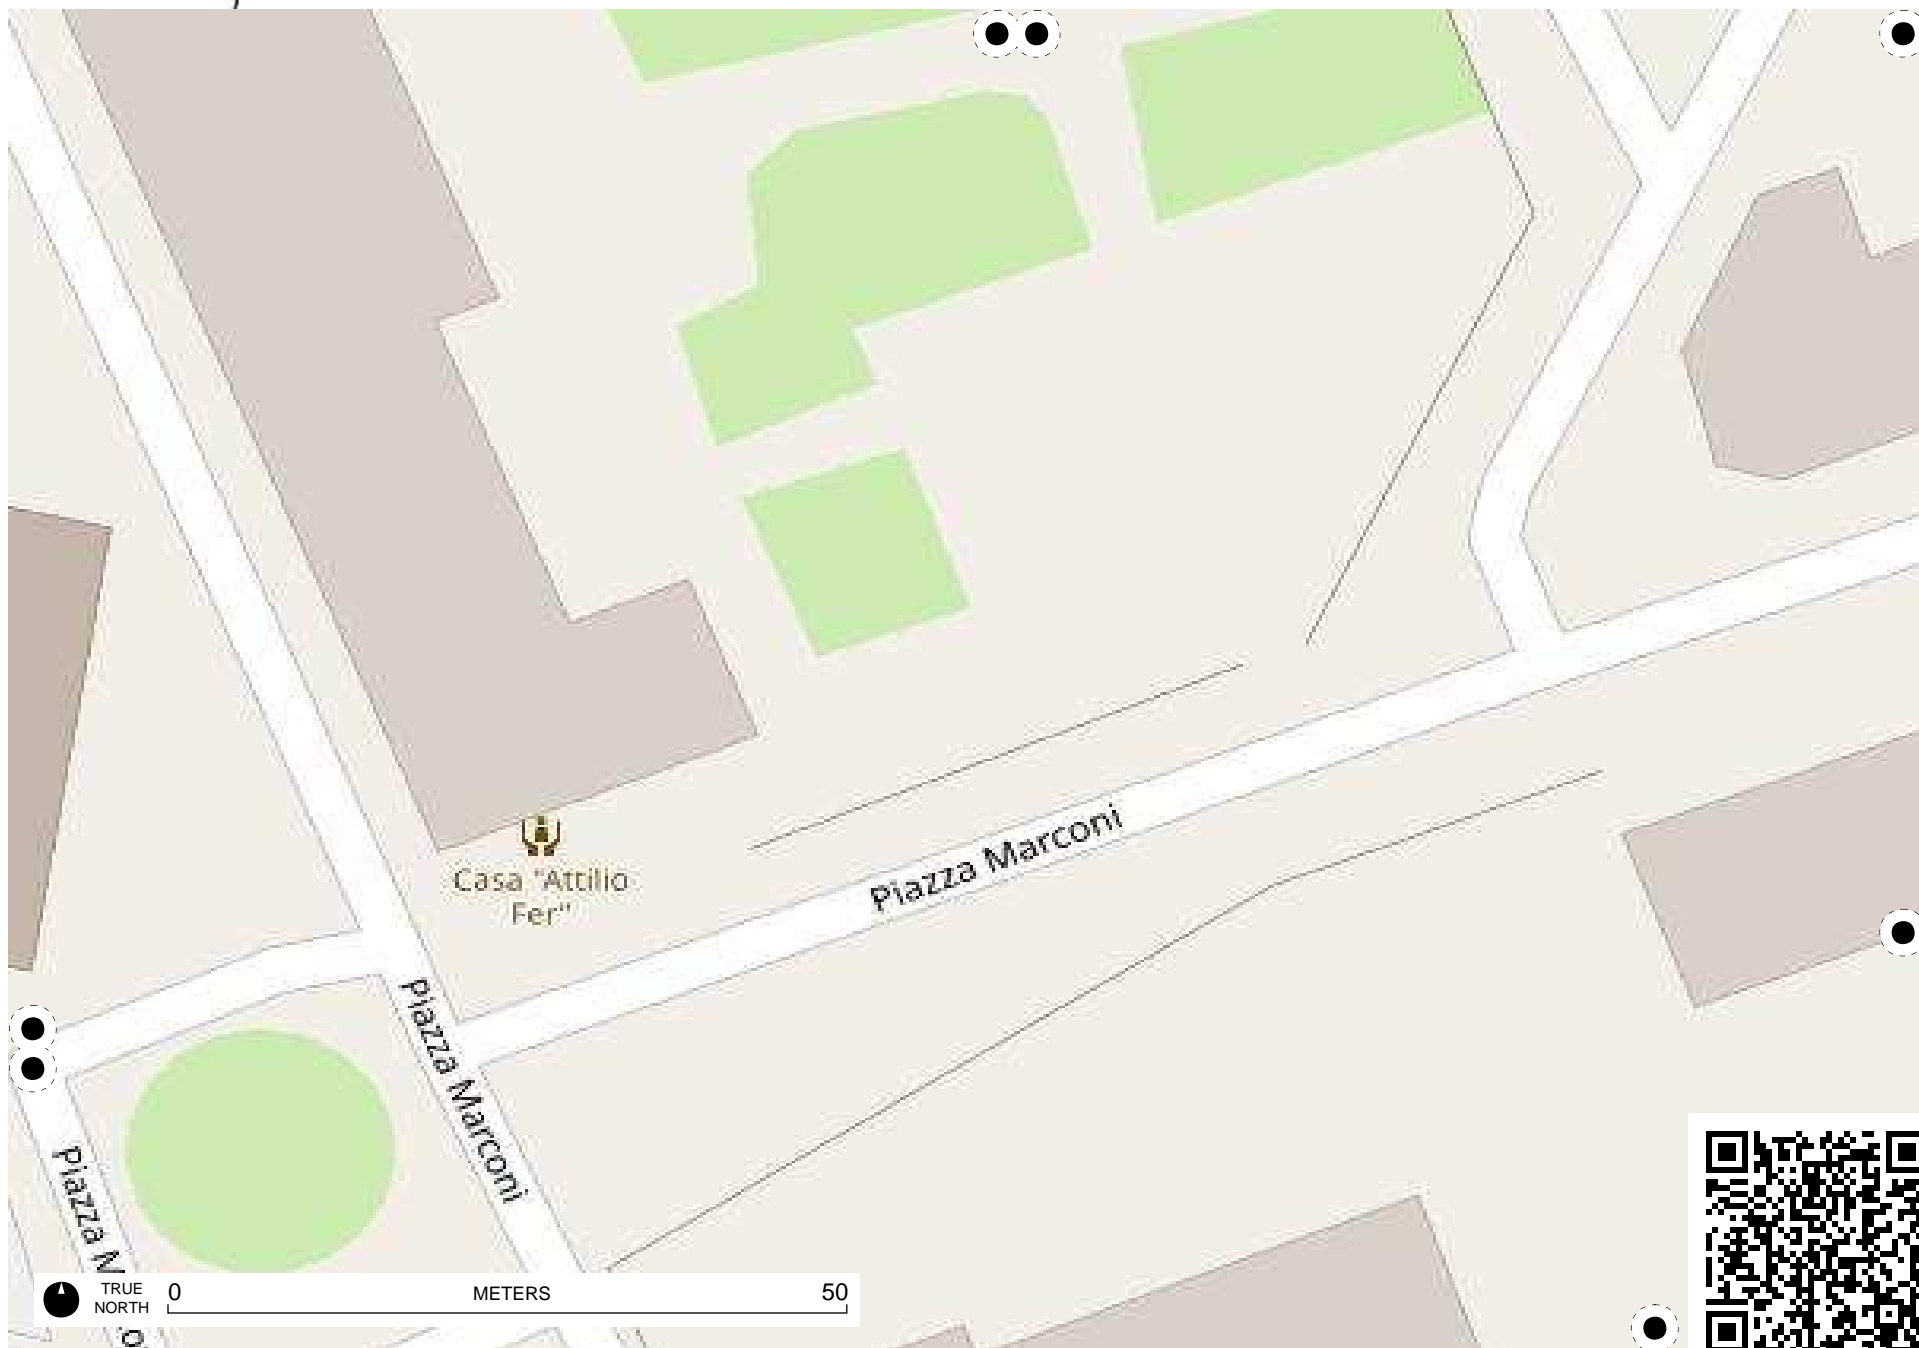 Piazza Marconi
Casa "Attilio
Fer"
Piazza Marconi
Piazza M
TRUE
NORTH
0
METERS
50